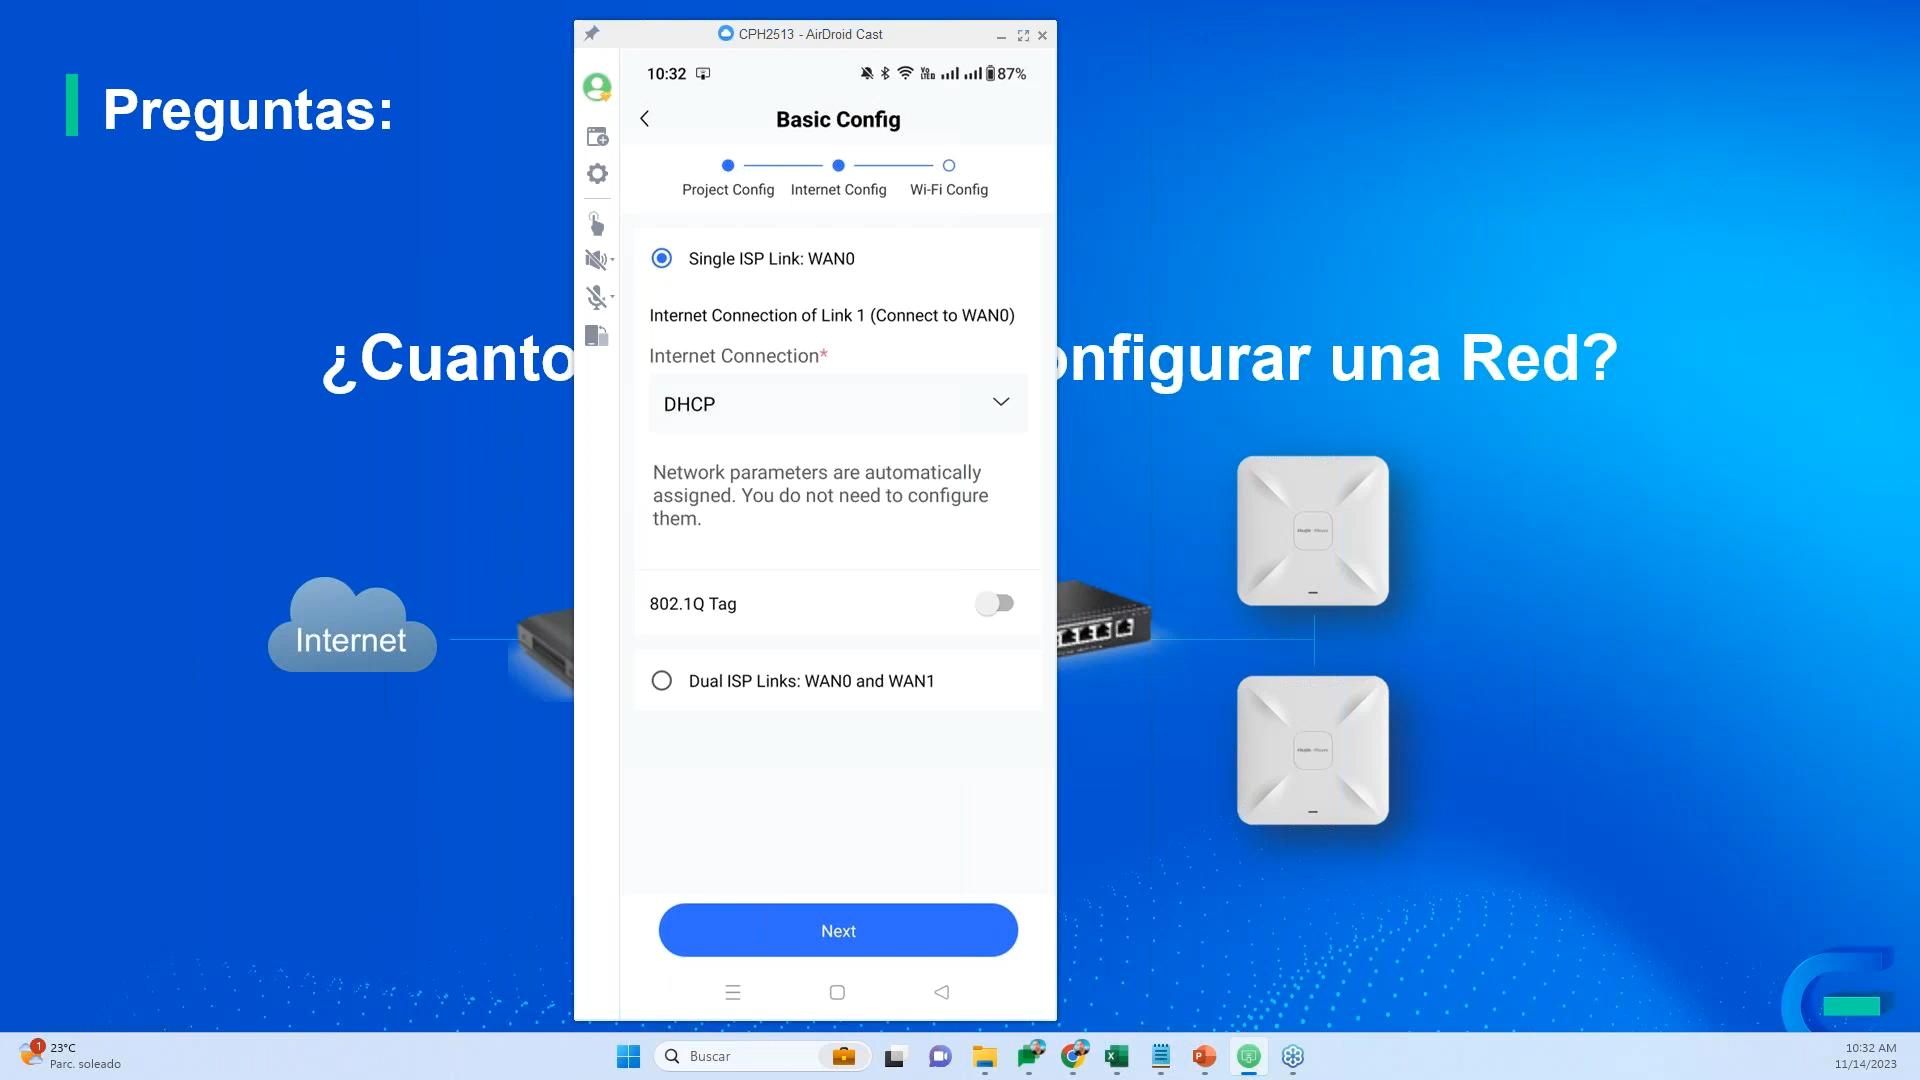 CPH2513 - AirDroid Cast
Preguntas:
10:32
87%
Basic Config
Project Config
Internet Config
Wi-Fi Config
Single ISP Link: WAN0
Internet Connection of Link 1 (Connect to WAN0)
¿Cuanto
onfigurar una Red?
Internet Connection*
DHCP
Network parameters are automatically
assigned. You do not need to configure
them.
802.1Q Tag
Internet
Dual ISP Links: WAN0 and WAN1
Next
1
23°C
Parc. soleado
Buscar
10:32 AM
11/14/2023